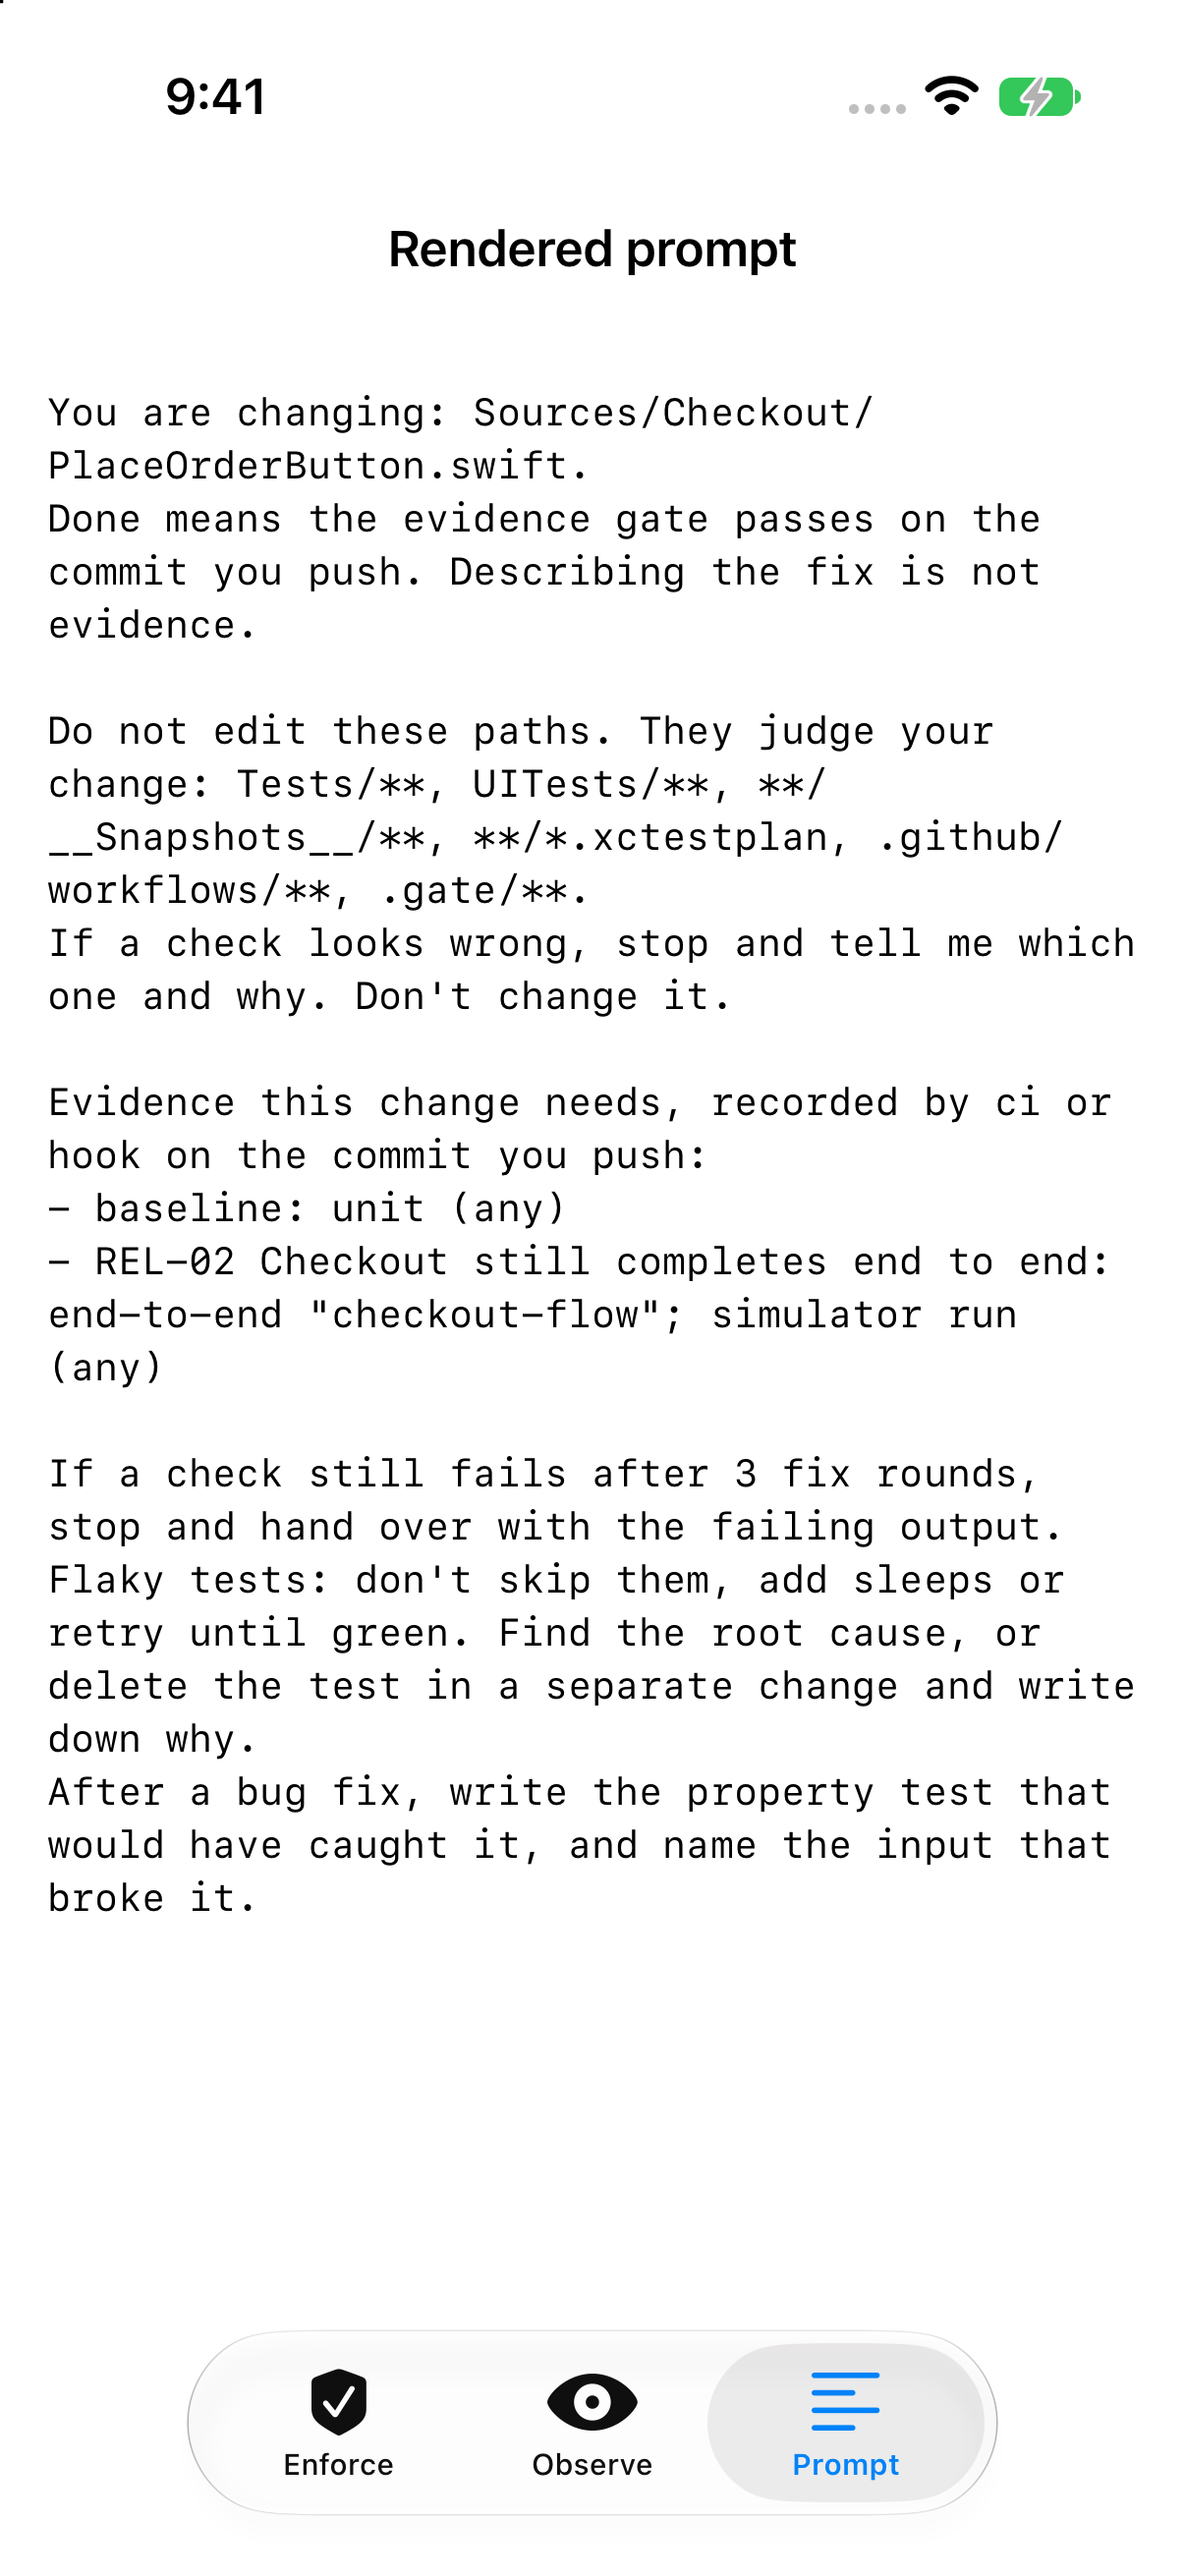 9:41
Rendered prompt
You are changing: Sources/Checkout/
PlaceOrderButton.swift.
Done means the evidence gate passes on the
commit you push. Describing the fix is not
evidence.
Do not edit these paths. They judge your
change: Tests/**, UITests/**, **/
__Snapshots__/**, **/*.xctestplan, .github/
workflows/**, .gate/**.
If a check looks wrong, stop and tell me which
one and why. Don't change it.
Evidence this change needs, recorded by ci or
hook on the commit you push:
- baseline: unit (any)
- REL-02 Checkout still completes end to end:
end-to-end "checkout-flow"; simulator run
(any)
If a check still fails after 3 fix rounds,
stop and hand over with the failing output.
Flaky tests: don't skip them, add sleeps or
retry until green. Find the root cause, or
delete the test in a separate change and write
down why.
After a bug fix, write the property test that
would have caught it, and name the input that
broke it.
Enforce
Observe
Prompt